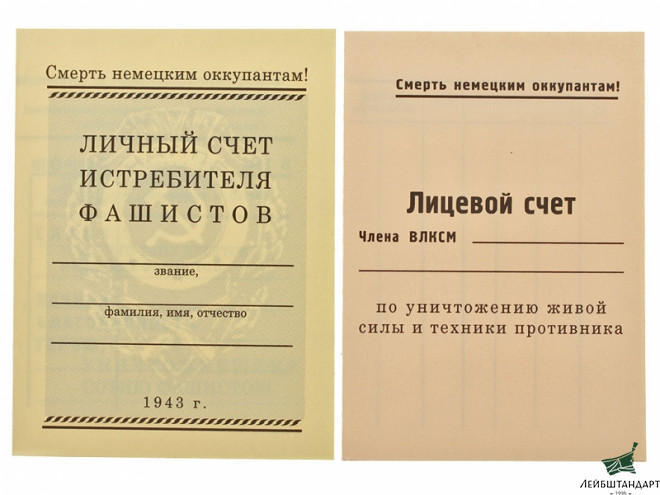 Смерть немецким оккупантам!
ЛИЧНЫЙ СЧЕТ
ИСТРЕБИТЕЛЯ
ФАШИСТОВ
звание,
фамилия, имя, отчество
1943 г.
Смерть немецким оккупантам!
Лицевой счет
Члена ВЛКСМ
по уничтожению живой
силы и техники противника
ЛЕЙБШТАНДАРТ